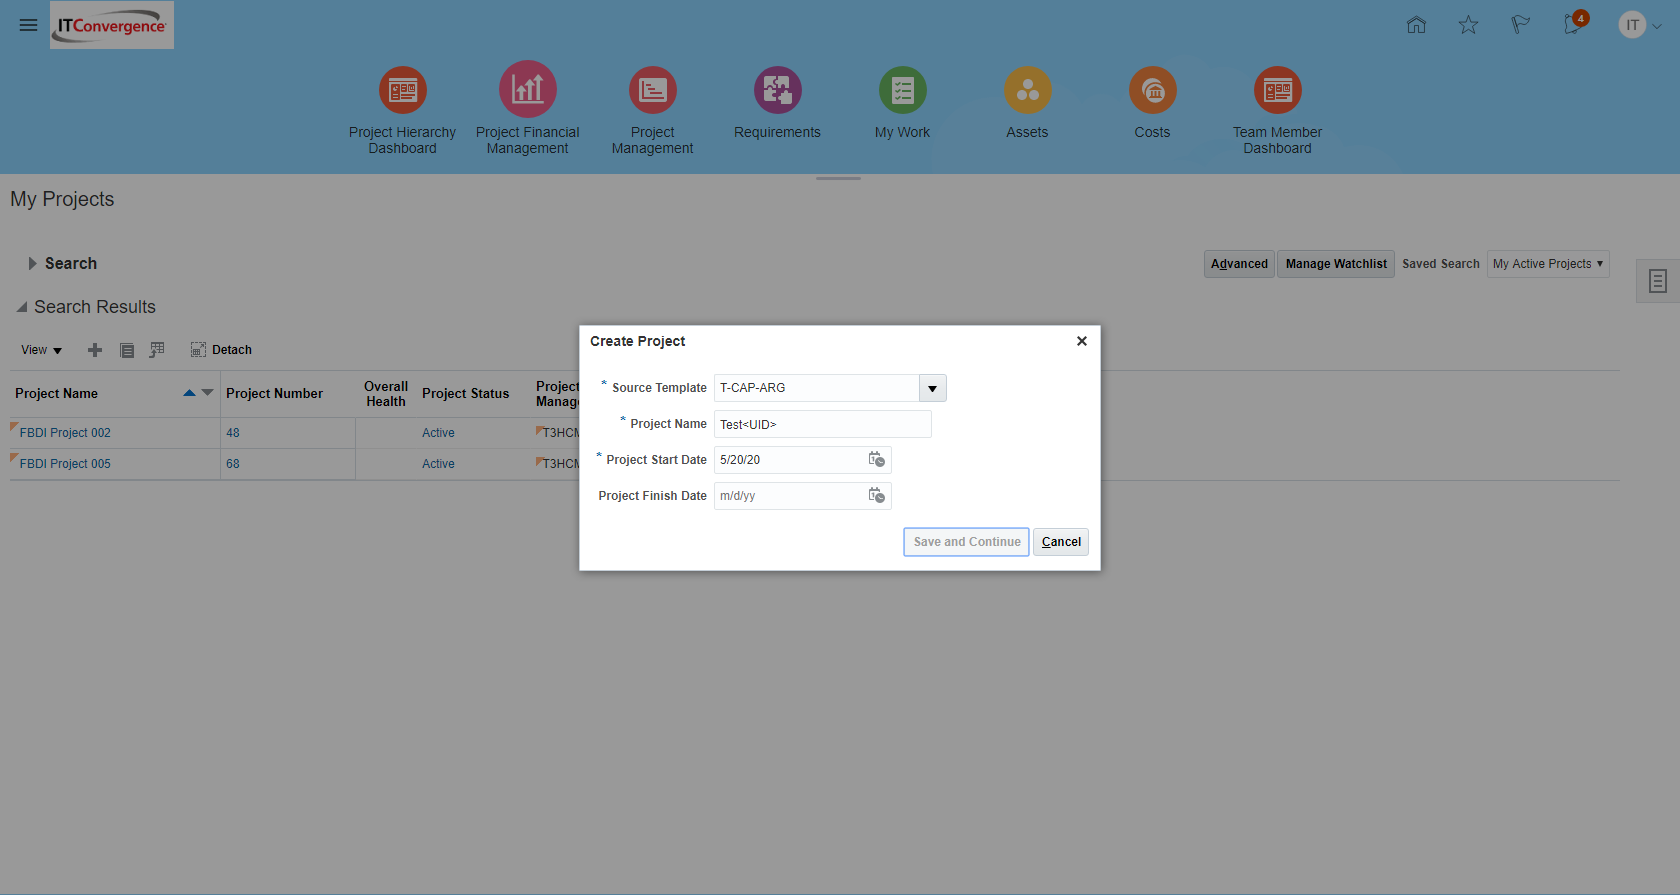 ITConvergence
4
IT
Project Hierarchy
Dashboard
Project Financial
Management
Project
Management
Requirements
My Work
Assets
Costs
Team Member
Dashboard
My Projects
Search
Advanced
Manage Watchlist
Saved Search
My Active Projects
Search Results
View
Detach
Project Name
Project Number
Overall
Health
Project Status
Project
Manag
FBDI Project 002
48
Active
T3HCM
FBDI Project 005
68
Active
T3HCM
Create Project
* Source Template
T-CAP-ARG
* Project Name
Test<UID>
* Project Start Date
5/20/20
Project Finish Date
m/d/yy
Save and Continue
Cancel